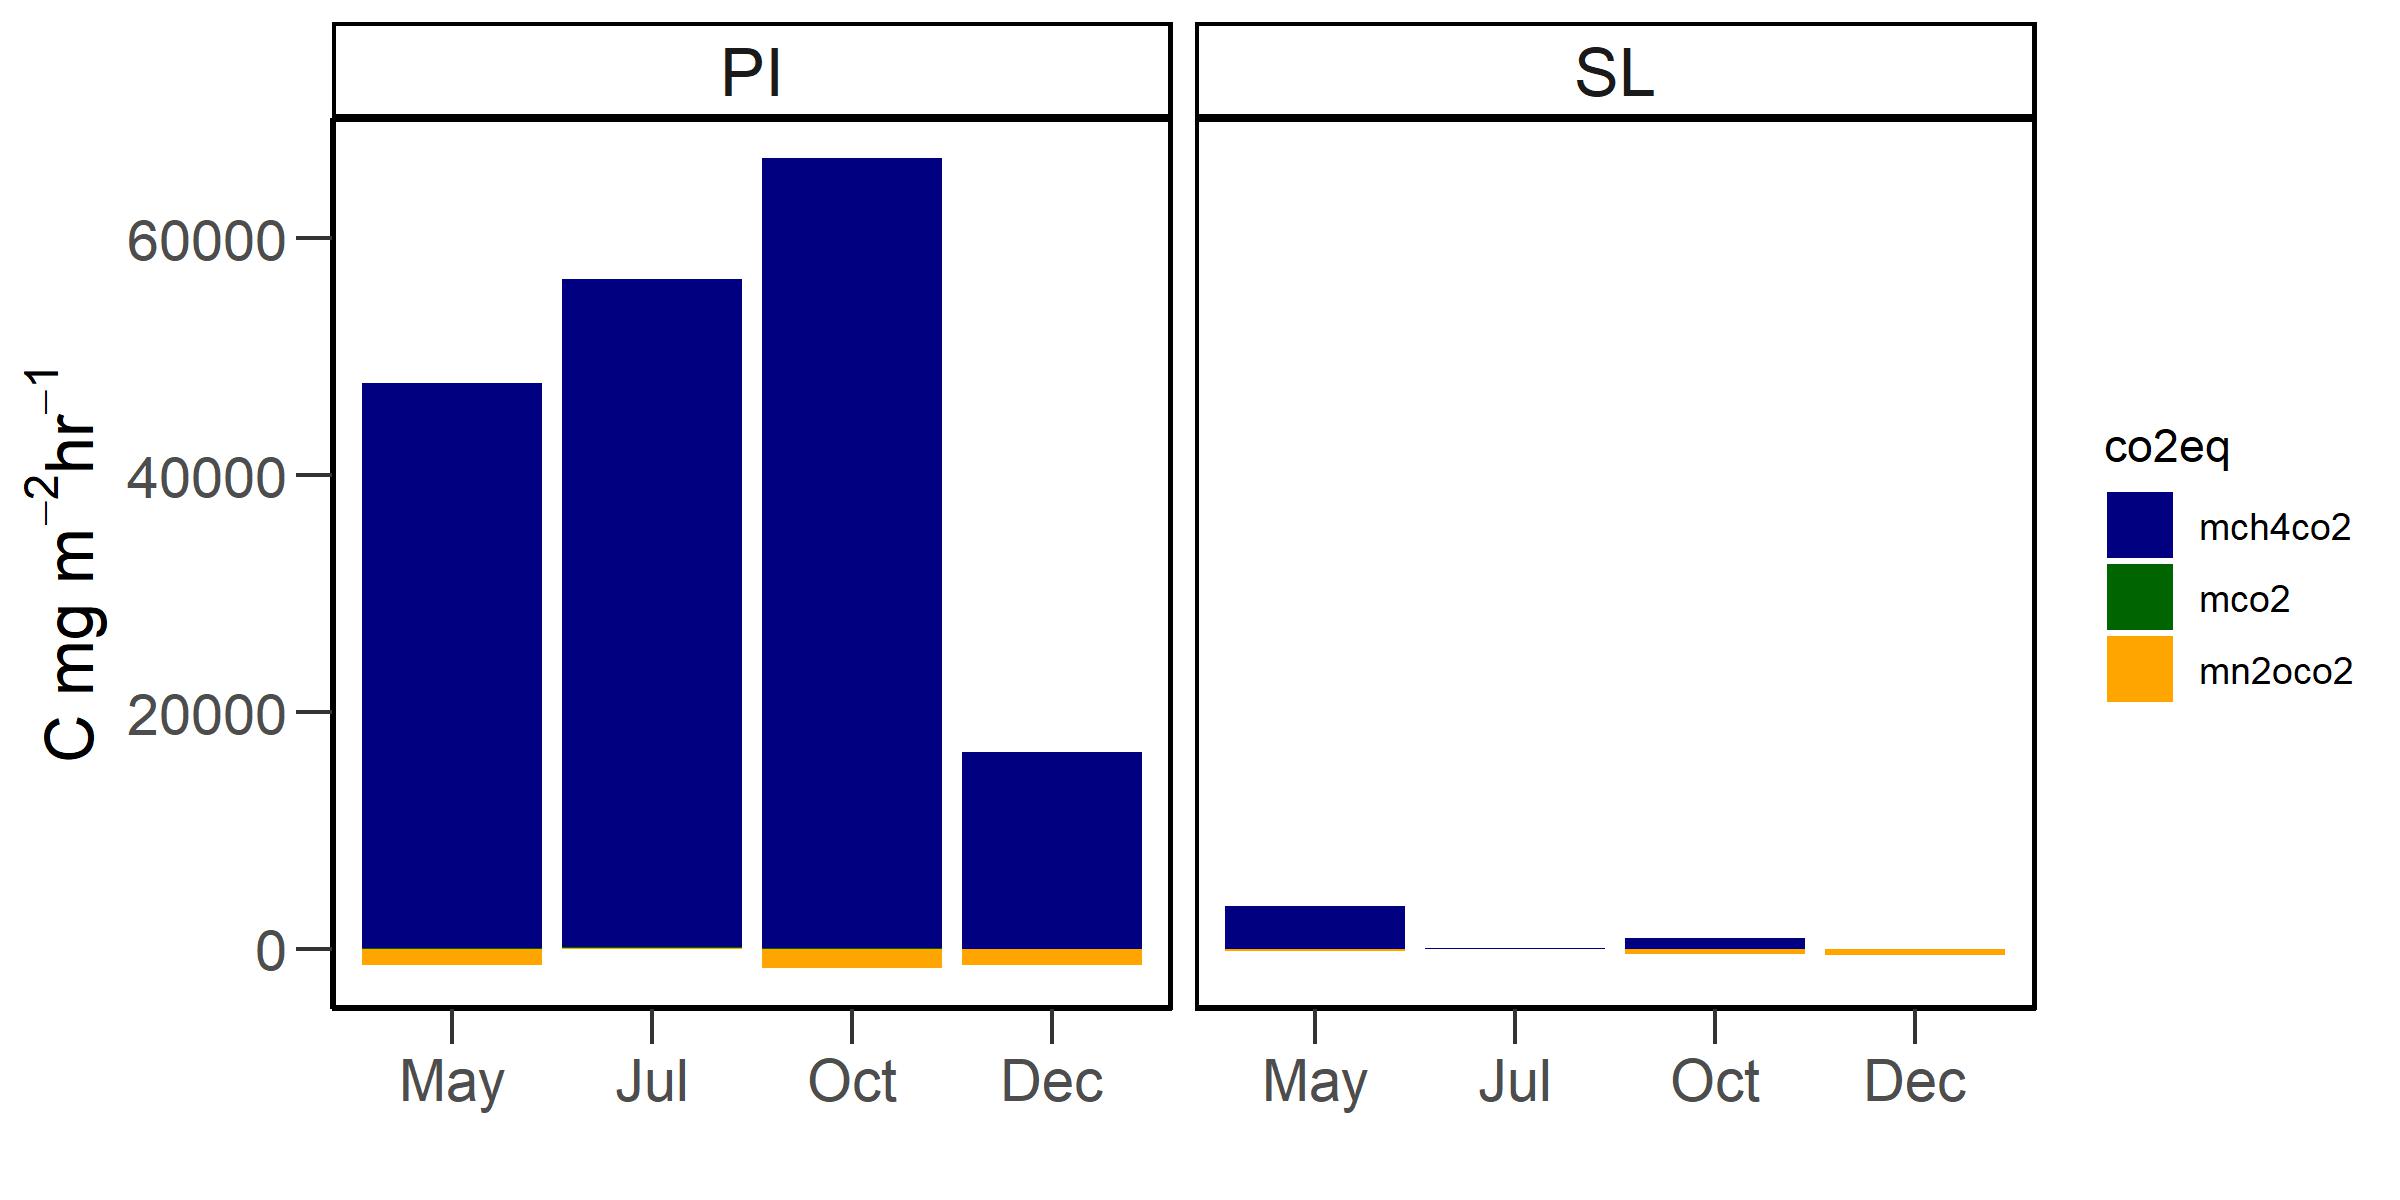 PI
SL
C mg m⁻²hr⁻¹
60000
40000
20000
0
May Jul Oct Dec
May Jul Oct Dec
co2eq
mch4co2
mco2
mn2oco2